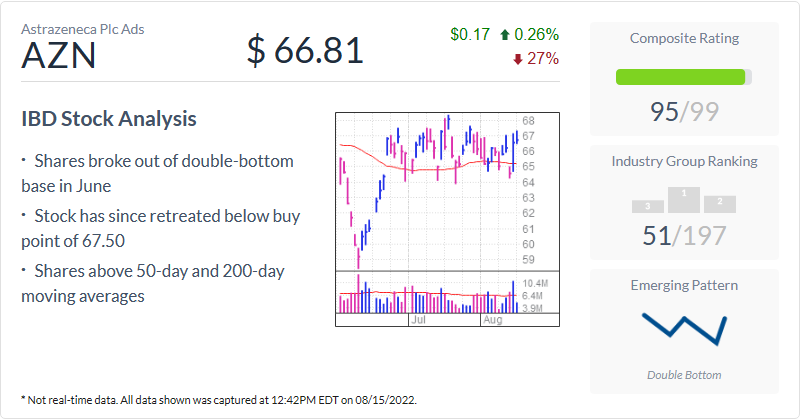 Astrazeneca Plc Ads
AZN
$ 66.81
$0.17 0.26%
27%
IBD Stock Analysis
· Shares broke out of double-bottom
base in June
· Stock has since retreated below buy
point of 67.50
· Shares above 50-day and 200-day
moving averages
68
67
66
65
64
63
62
61
60
59
10.4M
6.4M
3.9M
Jul Aug
Composite Rating
95/99
Industry Group Ranking
3 1 2
51/197
Emerging Pattern
Double Bottom
* Not real-time data. All data shown was captured at 12:42PM EDT on 08/15/2022.